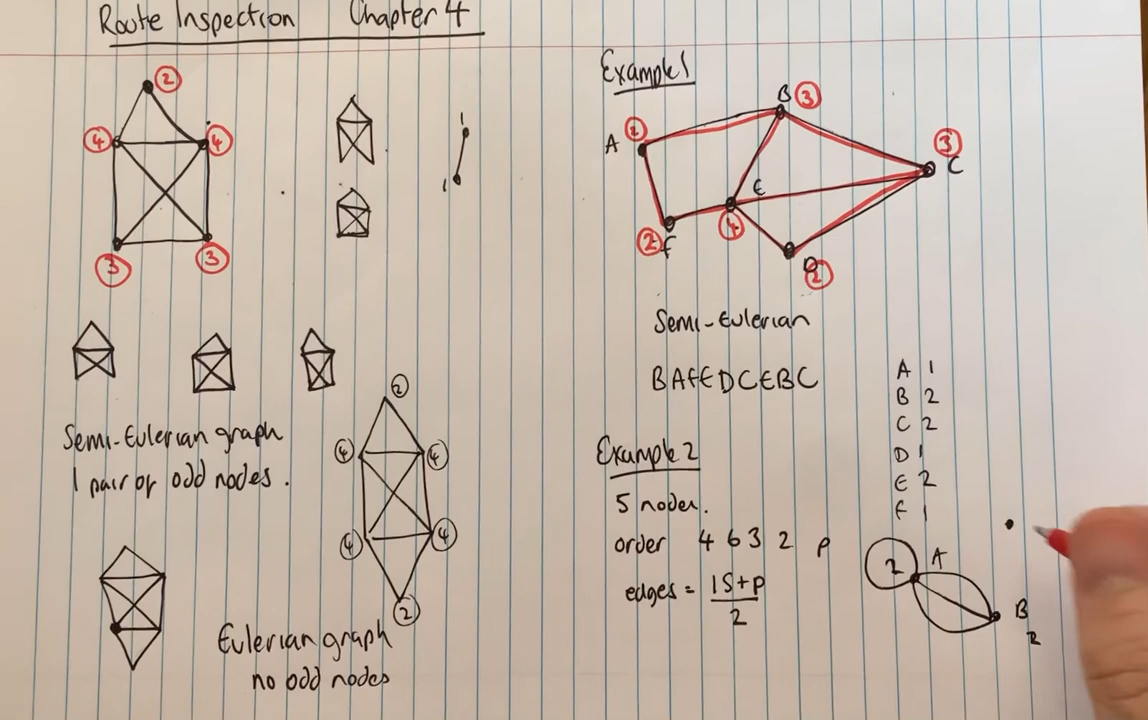 Route Inspection Chapter 4
2
4
4
3
3
1
1
Semi-Eulerian graph
1 pair of odd nodes.
2
4
4
4
4
2
Eulerian graph
no odd nodes
Example 1
A 2
B 3
C 3
E
4
2 F
D
2
Semi-Eulerian
BAFEDCEBC
A 1
B 2
C 2
D 1
E 2
F 1
Example 2
5 nodes.
order 4 6 3 2 p
edges = 15+p
2
2 A
B
2